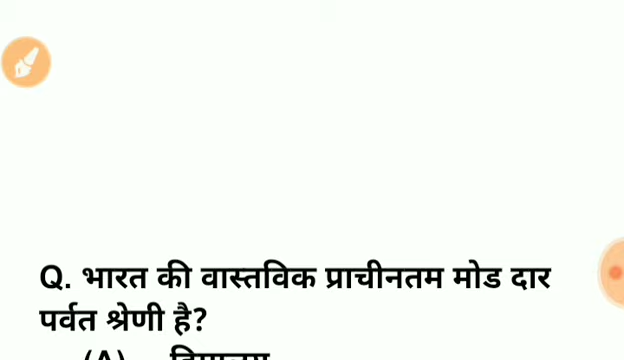 Q. भारत की वास्तविक प्राचीनतम मोड दार
पर्वत श्रेणी है?
(A)